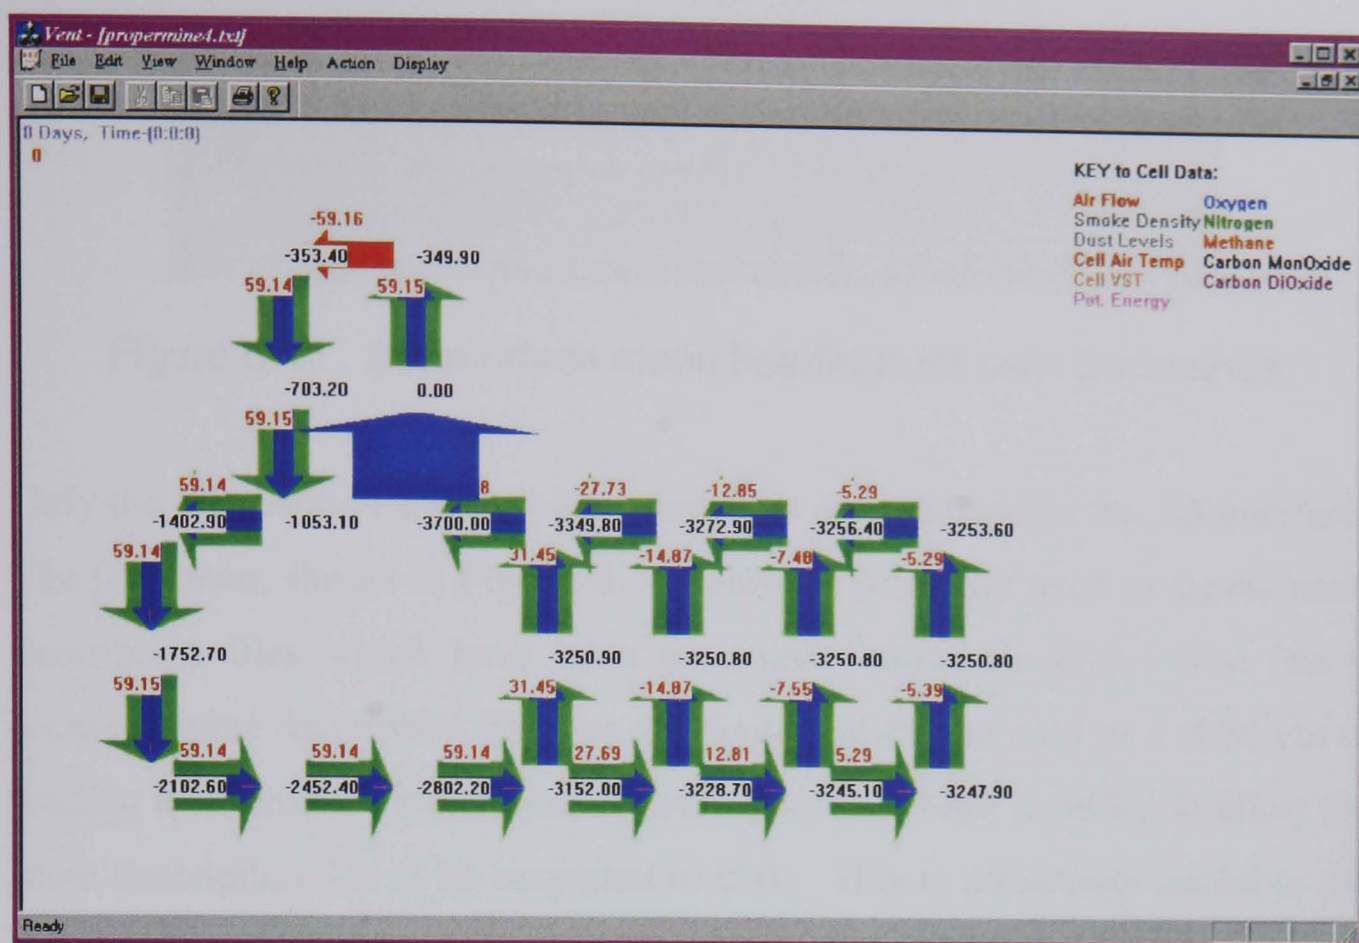 Vent - [propermine4.txt]
File Edit View Window Help Action Display
0 Days, Time-(0:0:0)
0
KEY to Cell Data:
Air Flow Oxygen
Smoke Density Nitrogen
Dust Levels Methane
Cell Air Temp Carbon MonOxide
Cell VST Carbon DiOxide
Pot. Energy
-59.16
-353.40 -349.90
59.14 59.15
-703.20 0.00
59.15
59.14 8 -27.73 -12.85 -5.29
-1402.90 -1053.10 -3700.00 -3349.80 -3272.90 -3256.40 -3253.60
59.14 31.45 -14.87 -7.48 -5.29
-1752.70 -3250.90 -3250.80 -3250.80 -3250.80
59.15 31.45 -14.87 -7.55 -5.39
59.14 59.14 59.14 27.69 12.81 5.29
-2102.60 -2452.40 -2802.20 -3152.00 -3228.70 -3245.10 -3247.90
Ready